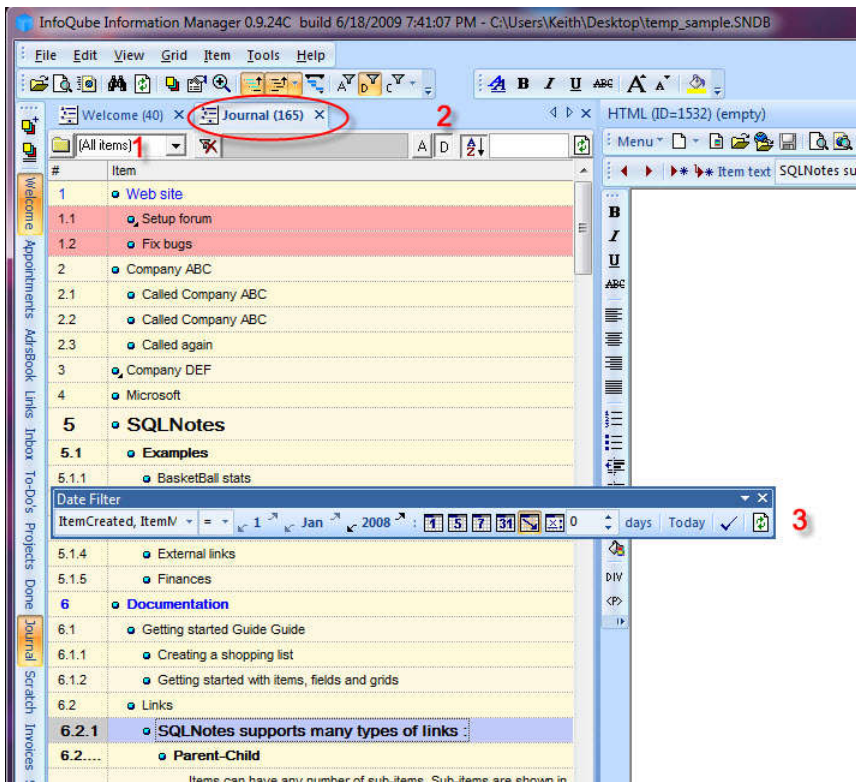 InfoQube Information Manager 0.9.24C build 6/18/2009 7:41:07 PM - C:\Users\Keith\Desktop\temp_sample.SNDB
File Edit View Grid Item Tools Help
B I U ABC A A
Welcome (40) X Journal (165) X 2 HTML (ID=1532) (empty)
(All items) 1 A D Menu
Item text SQLNotes su
# Item
1 Web site
1.1 Setup forum
1.2 Fix bugs
2 Company ABC
2.1 Called Company ABC
2.2 Called Company ABC
2.3 Called again
3 Company DEF
4 Microsoft
5 SQLNotes
5.1 Examples
5.1.1 BasketBall stats
Date Filter
ItemCreated, ItemM = 1 Jan 2008 : 1 5 7 31 0 days Today 3
5.1.4 External links
5.1.5 Finances
6 Documentation
6.1 Getting started Guide Guide
6.1.1 Creating a shopping list
6.1.2 Getting started with items, fields and grids
6.2 Links
6.2.1 SQLNotes supports many types of links :
6.2.... Parent-Child
Items can have any number of sub-items. Sub-items are shown in
Welcome
Appointments
AdrsBook
Links
Inbox
To-Do's
Projects
Done
Journal
Scratch
Invoices
B
I
U
ABC
DIV
<P>